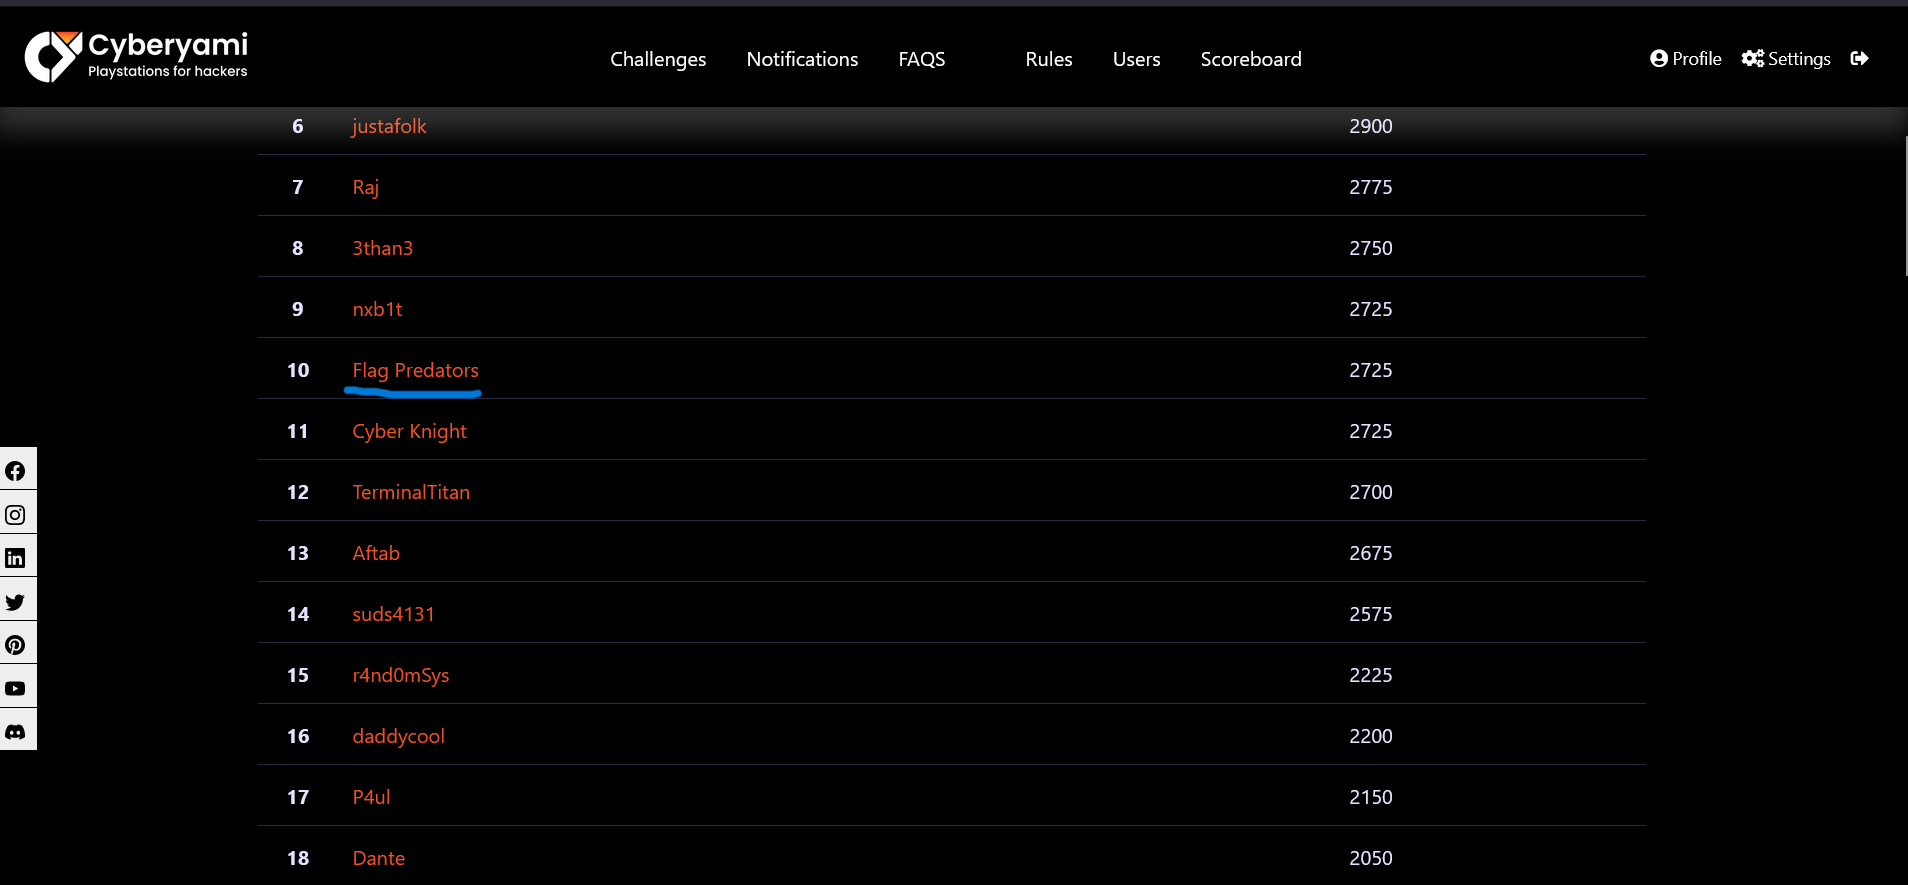 Cyberyami
Playstations for hackers
Challenges Notifications FAQS Rules Users Scoreboard
Profile Settings
6 justafolk 2900
7 Raj 2775
8 3than3 2750
9 nxb1t 2725
10 Flag Predators 2725
11 Cyber Knight 2725
12 TerminalTitan 2700
13 Aftab 2675
14 suds4131 2575
15 r4nd0mSys 2225
16 daddycool 2200
17 P4ul 2150
18 Dante 2050